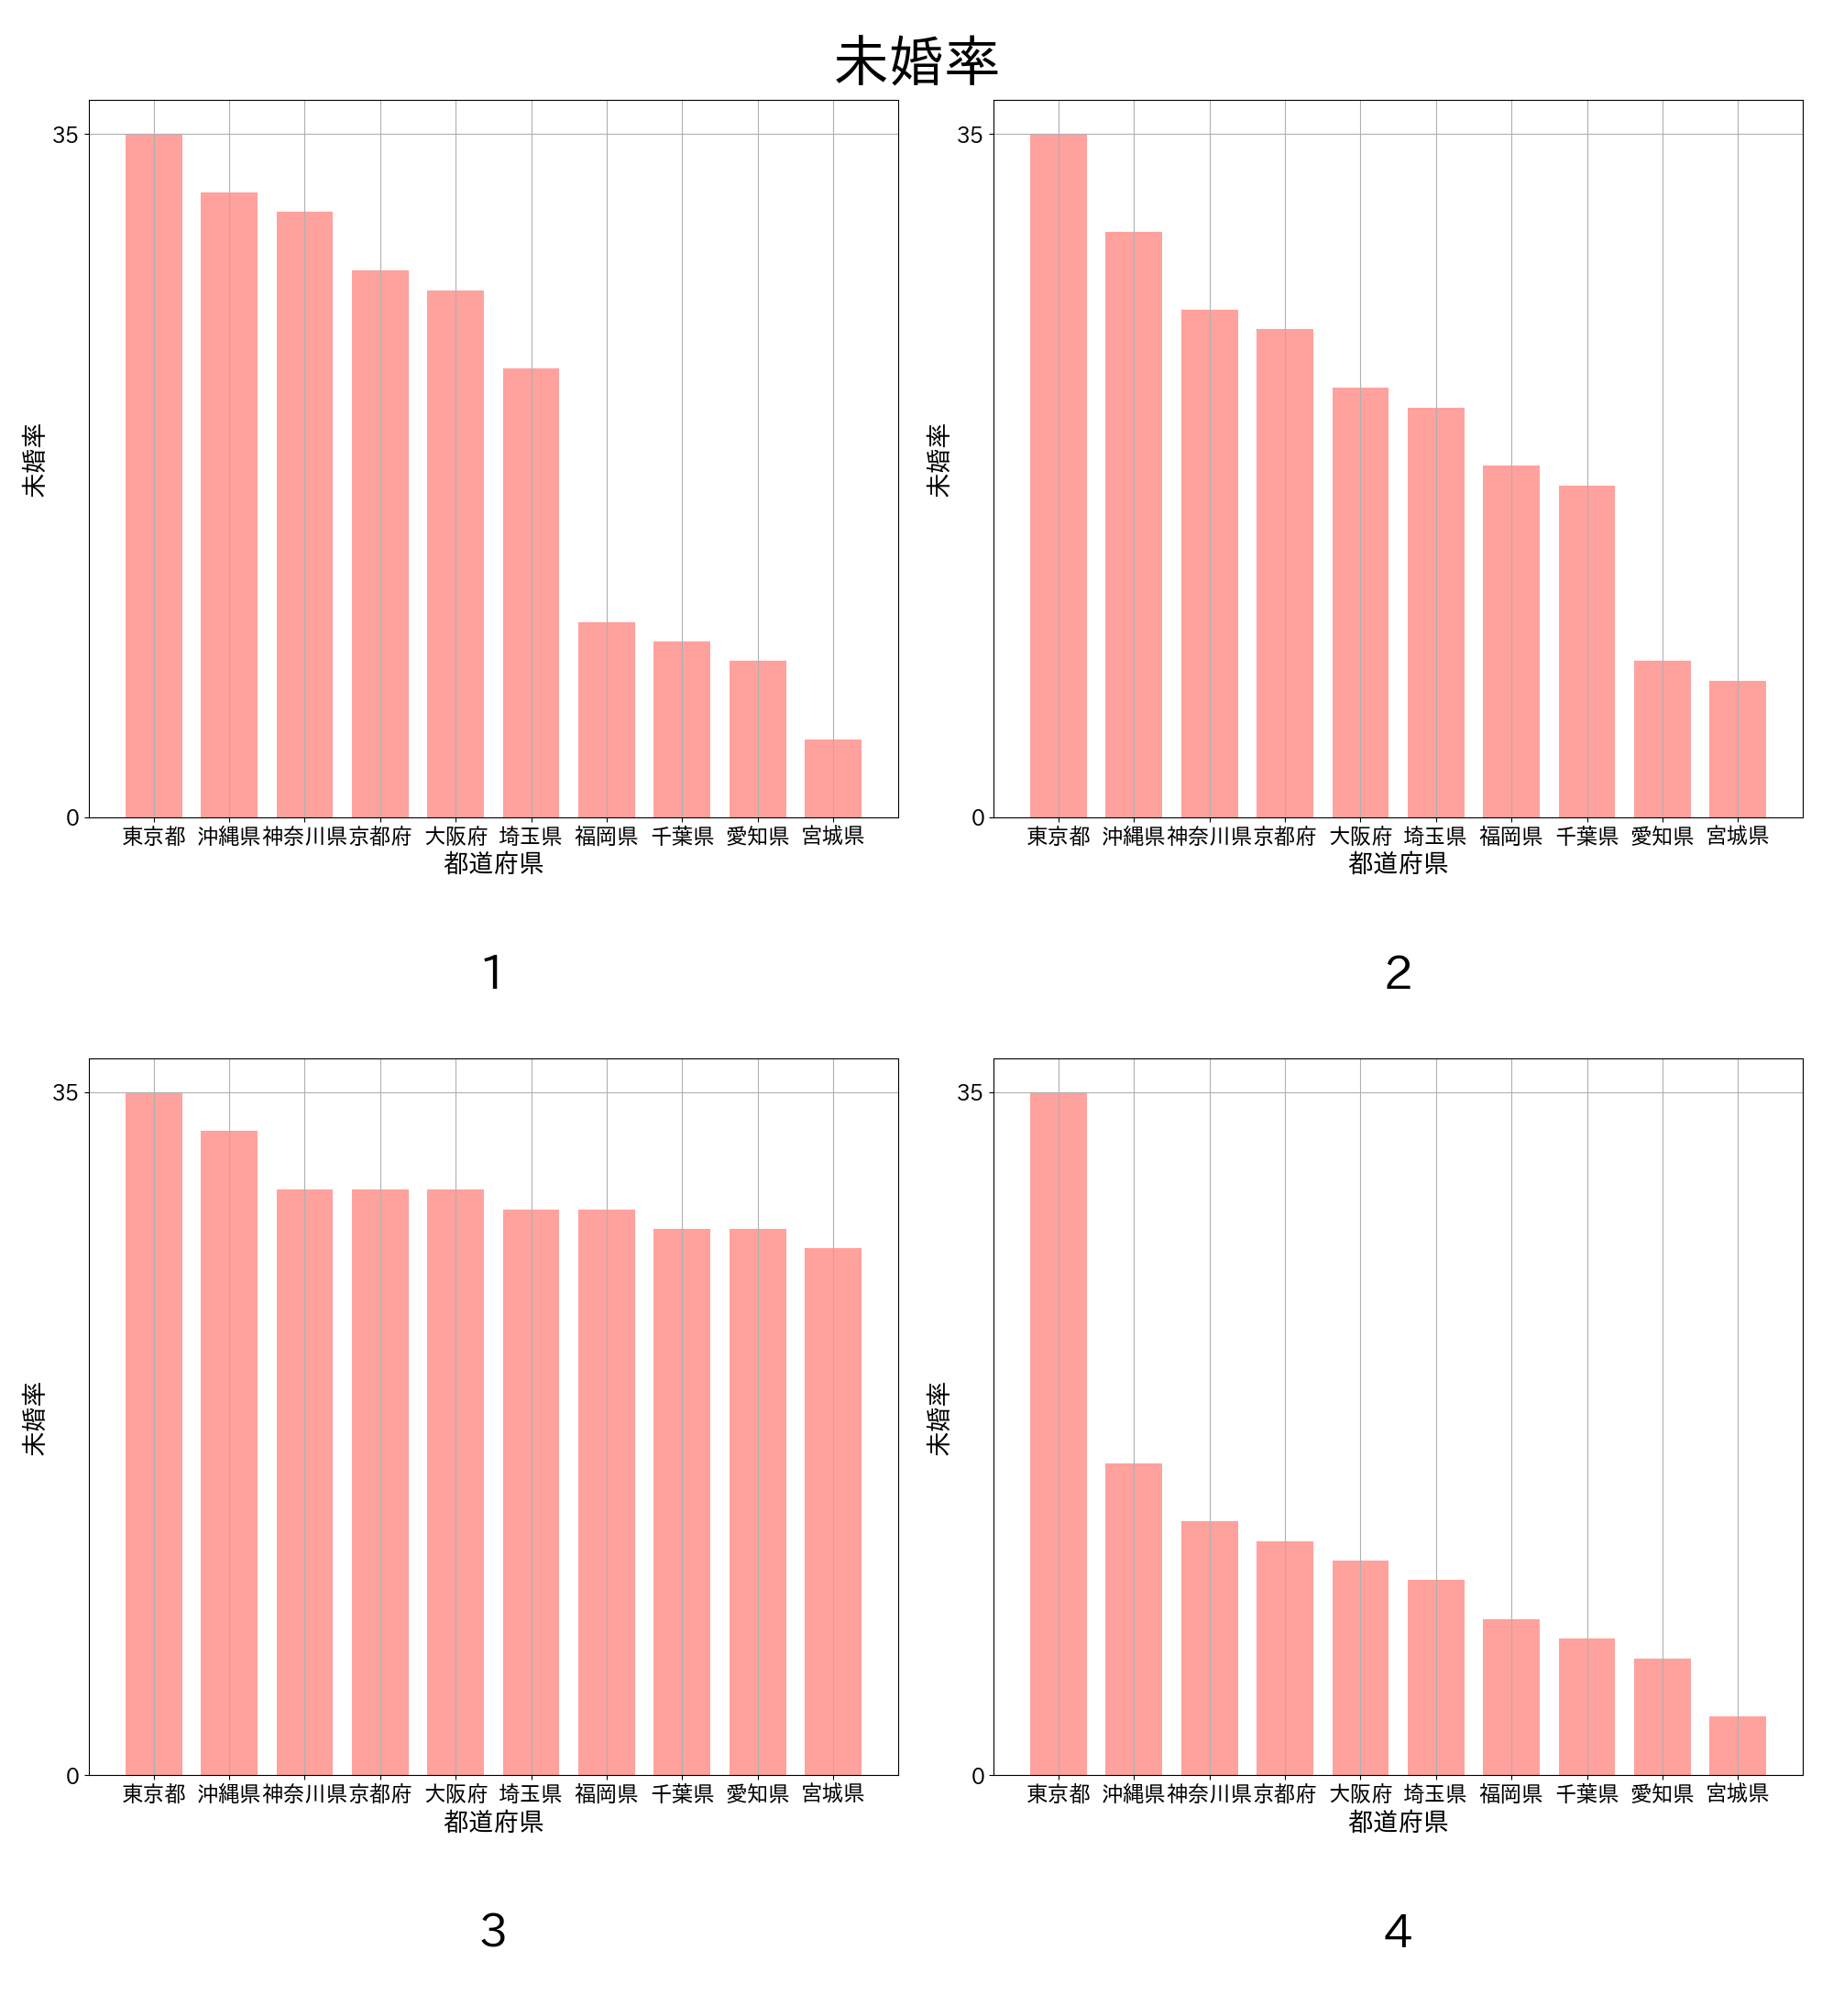 未婚率
35
0
未婚率
東京都 沖縄県 神奈川県 京都府 大阪府 埼玉県 福岡県 千葉県 愛知県 宮城県
都道府県
1
35
0
未婚率
東京都 沖縄県 神奈川県 京都府 大阪府 埼玉県 福岡県 千葉県 愛知県 宮城県
都道府県
2
35
0
未婚率
東京都 沖縄県 神奈川県 京都府 大阪府 埼玉県 福岡県 千葉県 愛知県 宮城県
都道府県
3
35
0
未婚率
東京都 沖縄県 神奈川県 京都府 大阪府 埼玉県 福岡県 千葉県 愛知県 宮城県
都道府県
4